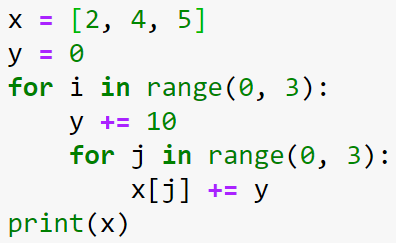 x = [2, 4, 5]
y = 0
for i in range(0, 3):
    y += 10
    for j in range(0, 3):
        x[j] += y
print(x)